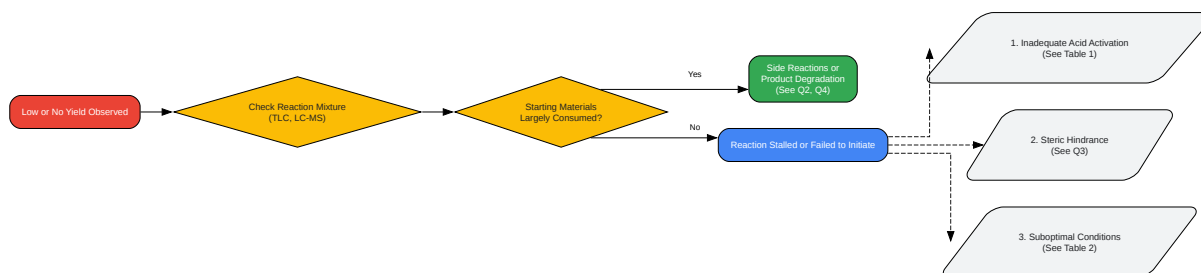 Low or No Yield Observed
Check Reaction Mixture
(TLC, LC-MS)
Starting Materials
Largely Consumed?
Yes
Side Reactions or
Product Degradation
(See Q2, Q4)
No
Reaction Stalled or Failed to Initiate
1. Inadequate Acid Activation
(See Table 1)
2. Steric Hindrance
(See Q3)
3. Suboptimal Conditions
(See Table 2)